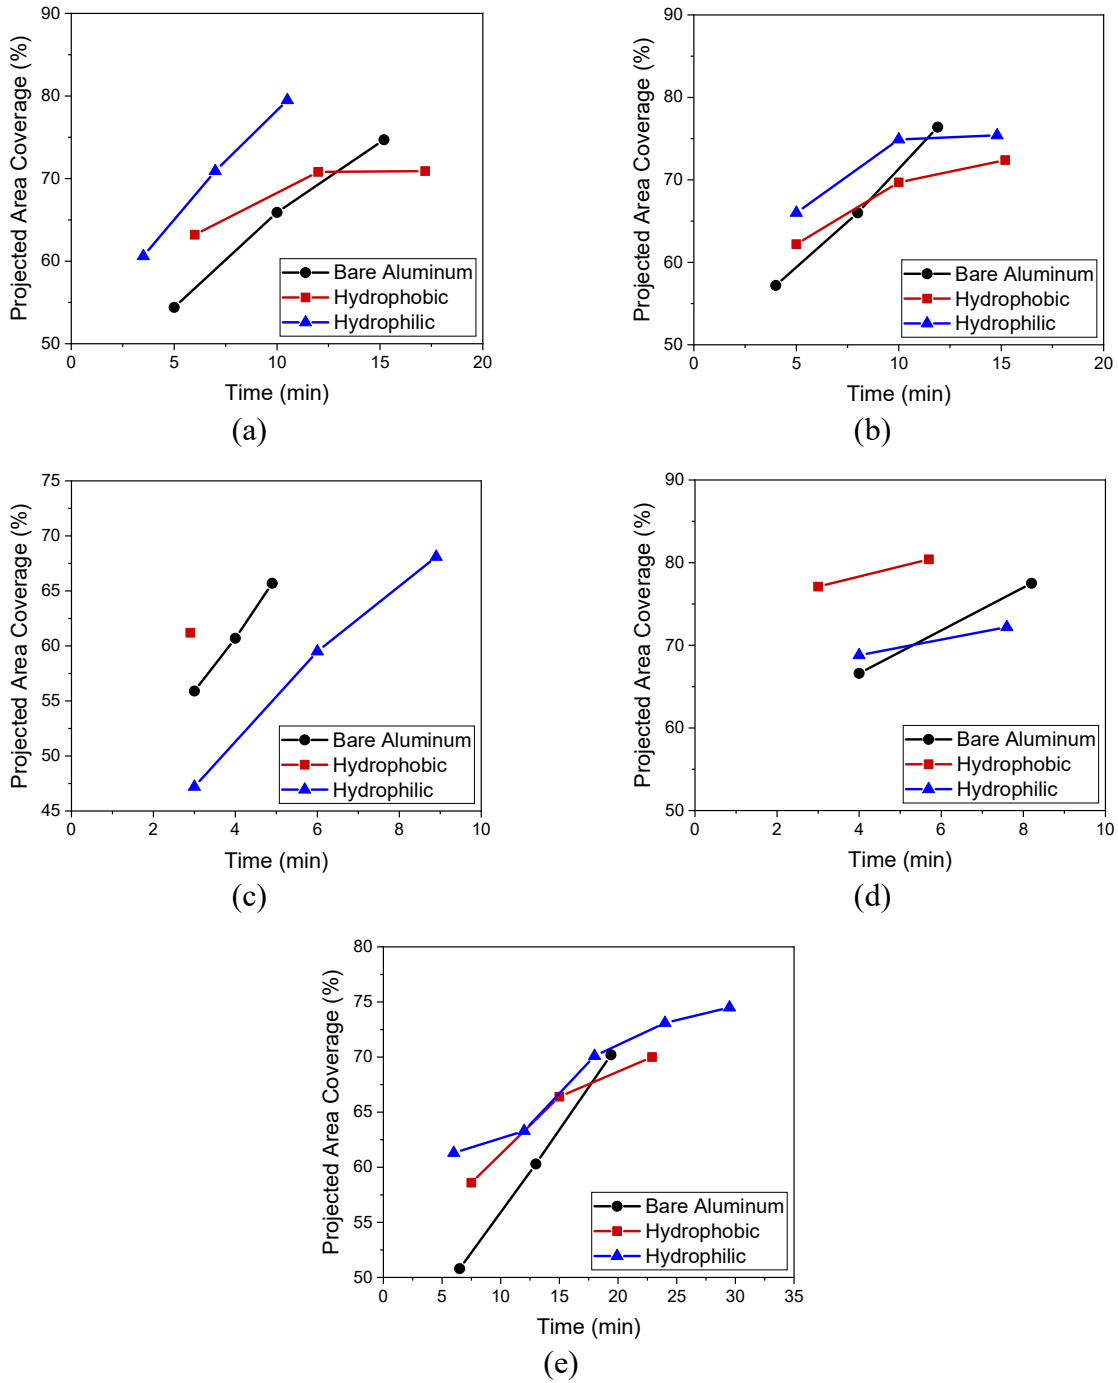 Projected Area Coverage (%)
90
80
70
60
50
0 5 10 15 20
Time (min)
Bare Aluminum
Hydrophobic
Hydrophilic
(a)
Projected Area Coverage (%)
90
80
70
60
50
0 5 10 15 20
Time (min)
Bare Aluminum
Hydrophobic
Hydrophilic
(b)
Projected Area Coverage (%)
75
70
65
60
55
50
45
0 2 4 6 8 10
Time (min)
Bare Aluminum
Hydrophobic
Hydrophilic
(c)
Projected Area Coverage (%)
90
80
70
60
50
0 2 4 6 8 10
Time (min)
Bare Aluminum
Hydrophobic
Hydrophilic
(d)
Projected Area Coverage (%)
80
75
70
65
60
55
50
0 5 10 15 20 25 30 35
Time (min)
Bare Aluminum
Hydrophobic
Hydrophilic
(e)